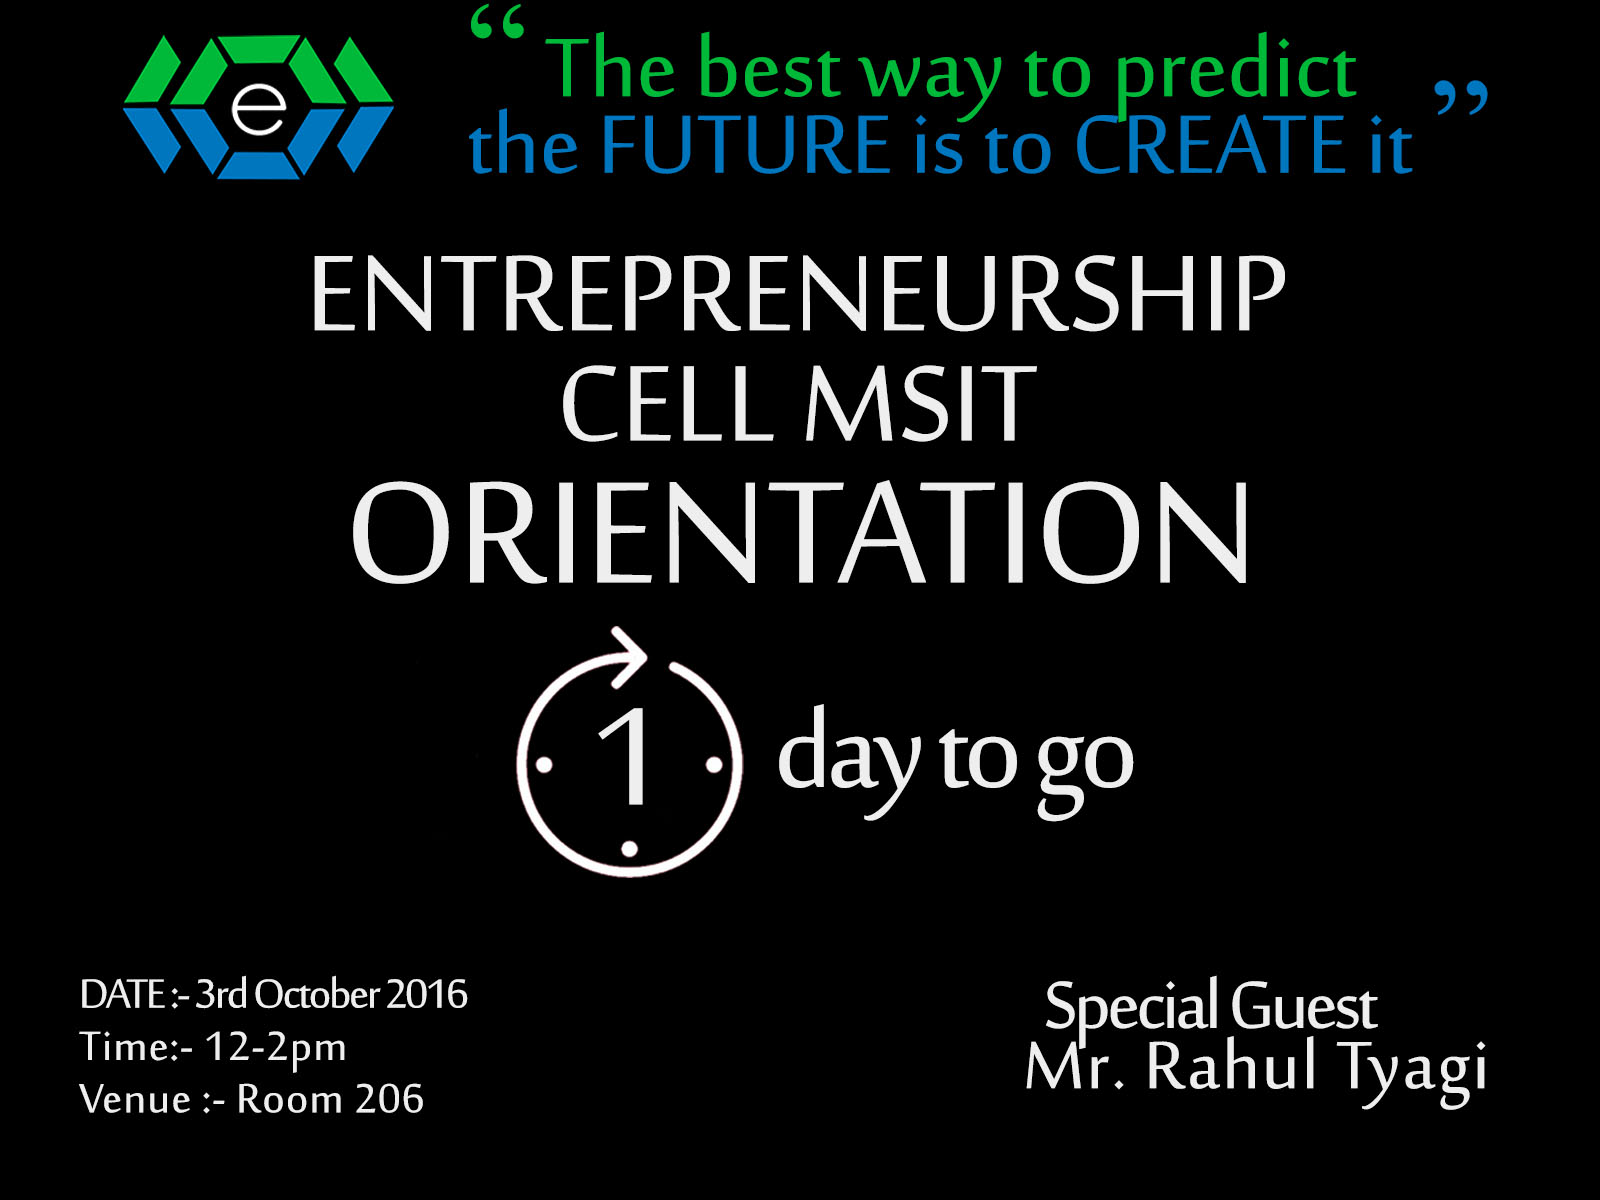 e
“ The best way to predict
the FUTURE is to CREATE it ”
ENTREPRENEURSHIP
CELL MSIT
ORIENTATION
1 day to go
DATE :- 3rd October 2016
Time:- 12-2pm
Venue :- Room 206
Special Guest
Mr. Rahul Tyagi